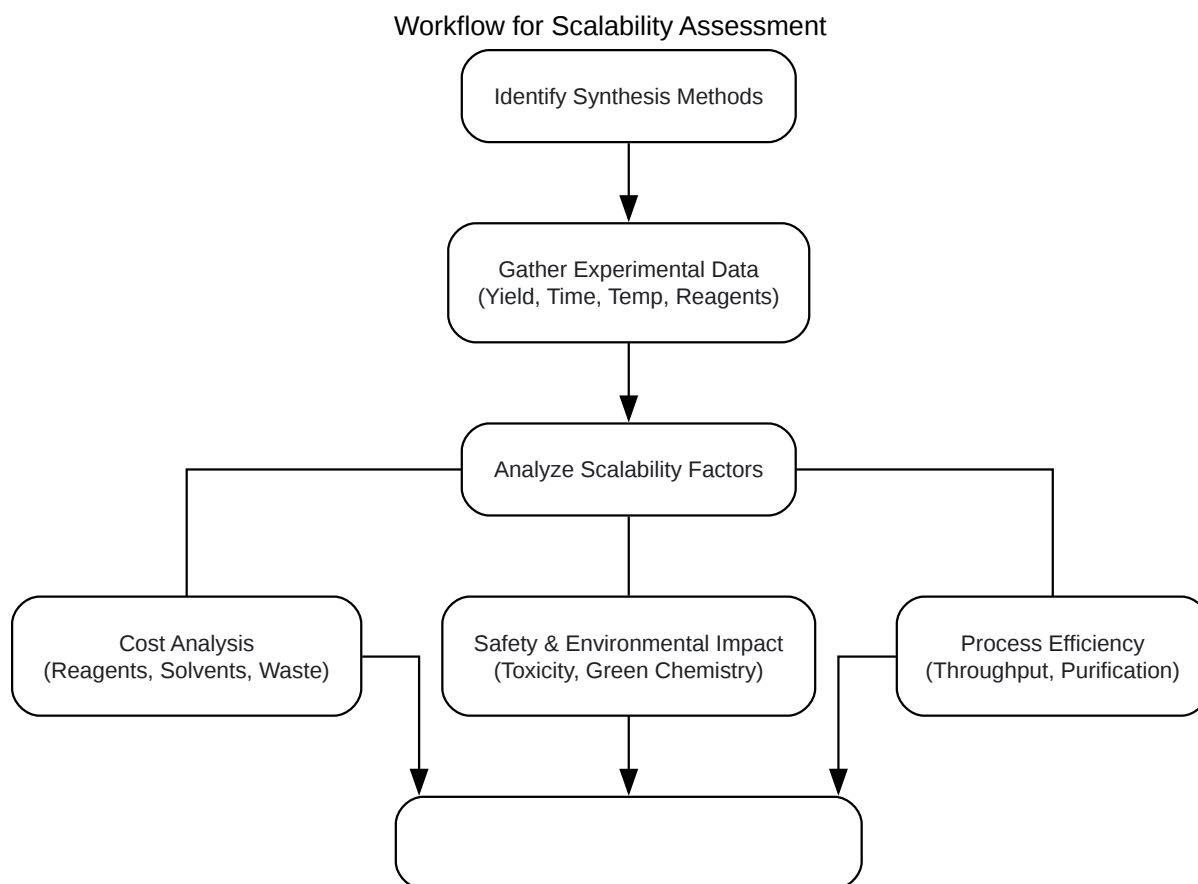 Workflow for Scalability Assessment
Identify Synthesis Methods
Gather Experimental Data
(Yield, Time, Temp, Reagents)
Analyze Scalability Factors
Cost Analysis
(Reagents, Solvents, Waste)
Safety & Environmental Impact
(Toxicity, Green Chemistry)
Process Efficiency
(Throughput, Purification)